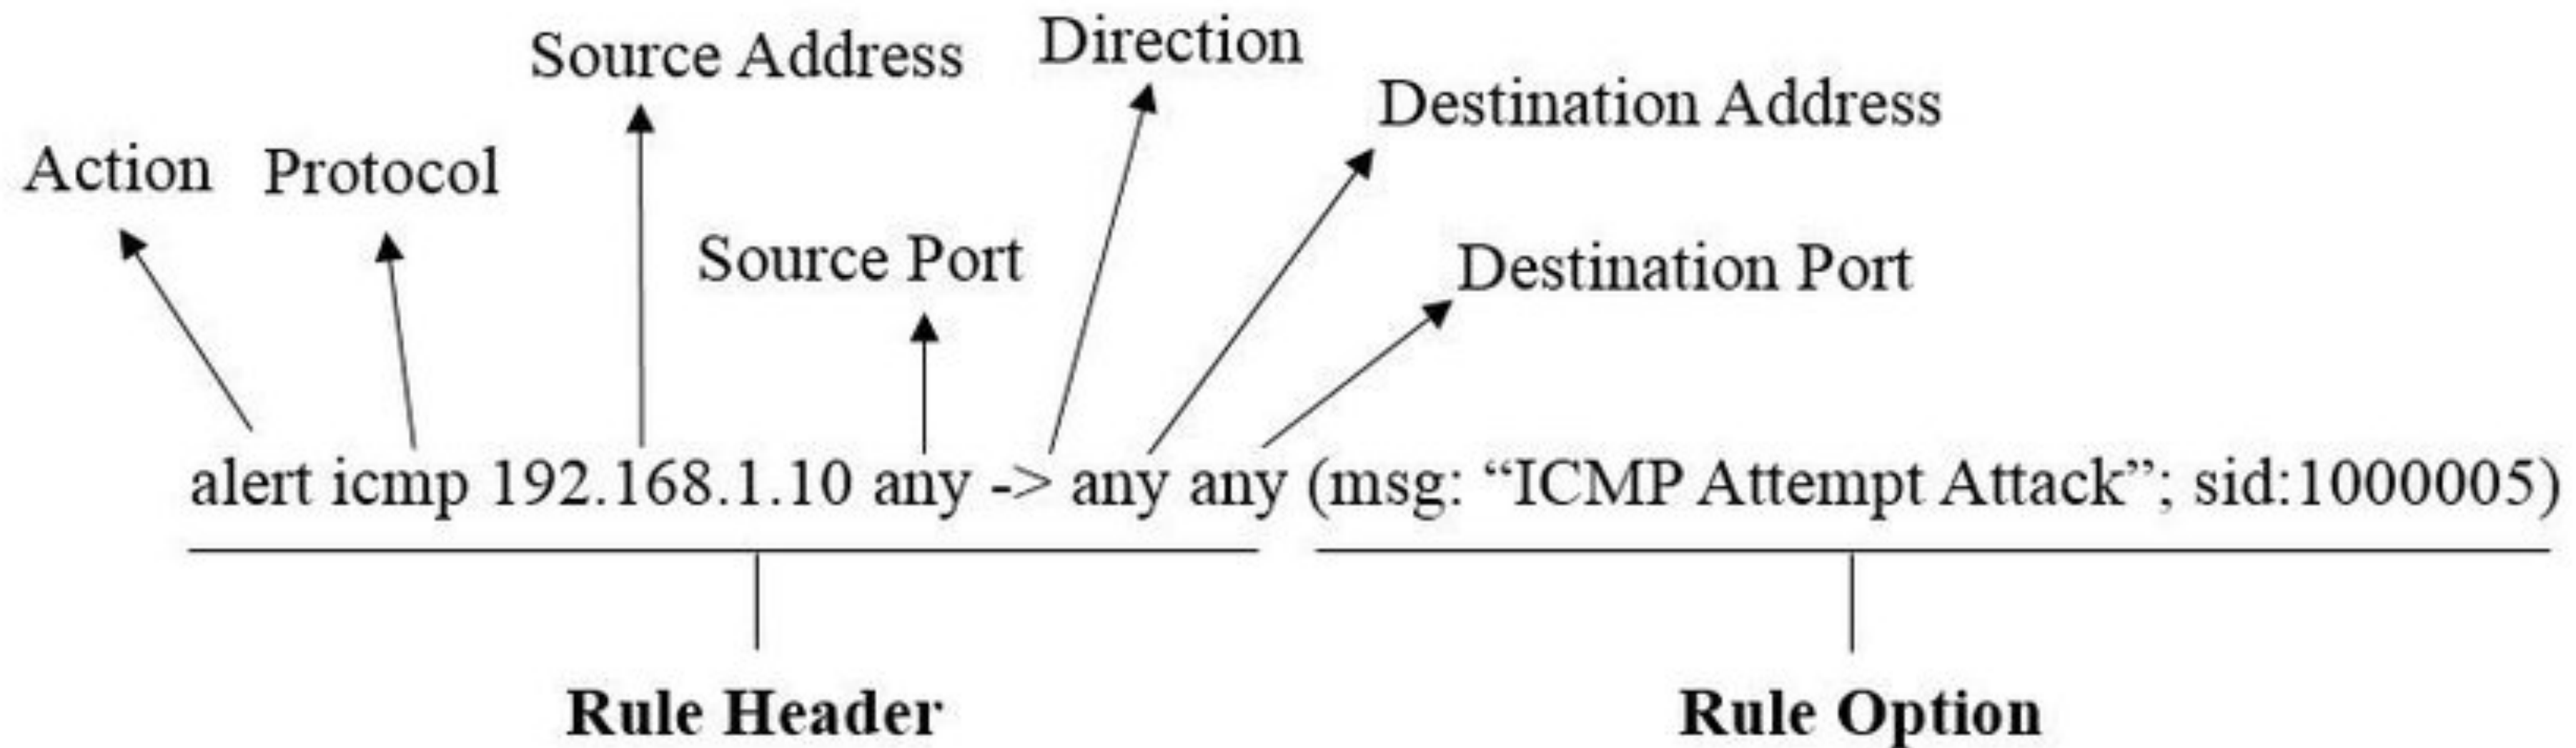 Direction
Source Address
Destination Address
Action
Protocol
Source Port
Destination Port
alert icmp 192.168.1.10 any -> any any (msg: “ICMP Attempt Attack”; sid:1000005)
Rule Header
Rule Option